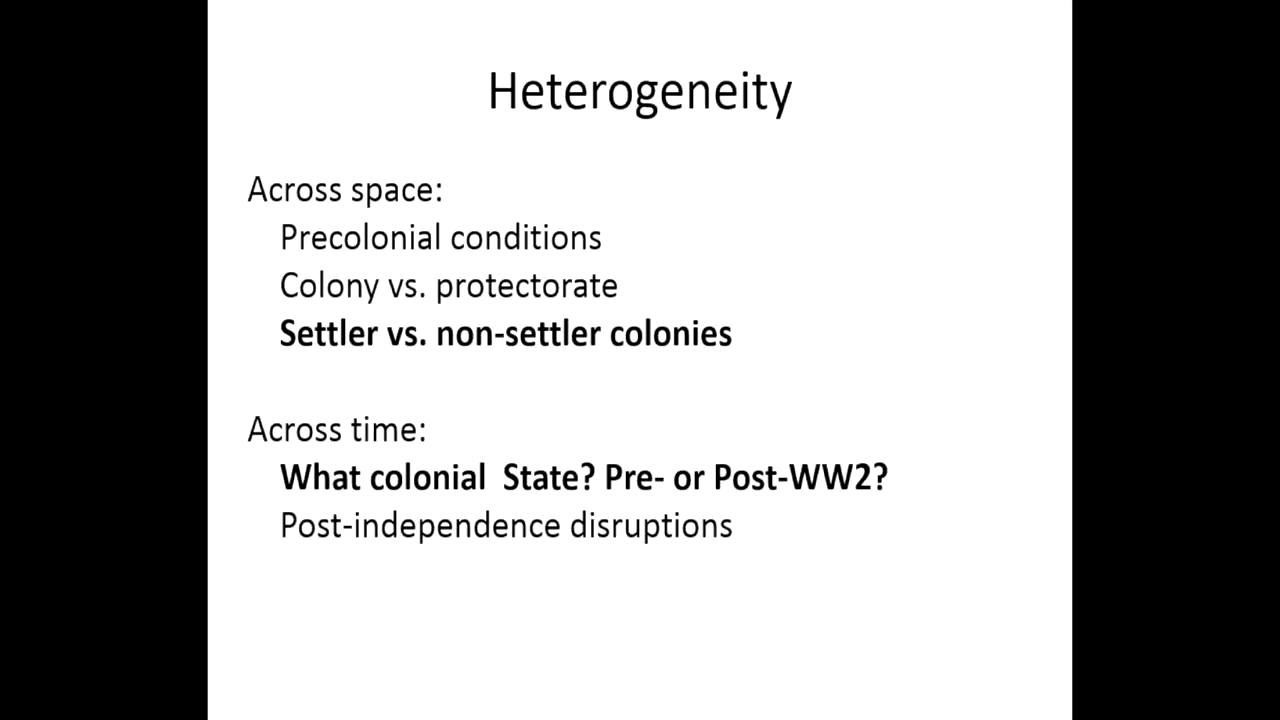 Heterogeneity
Across space:
Precolonial conditions
Colony vs. protectorate
Settler vs. non-settler colonies
Across time:
What colonial  State? Pre- or Post-WW2?
Post-independence disruptions